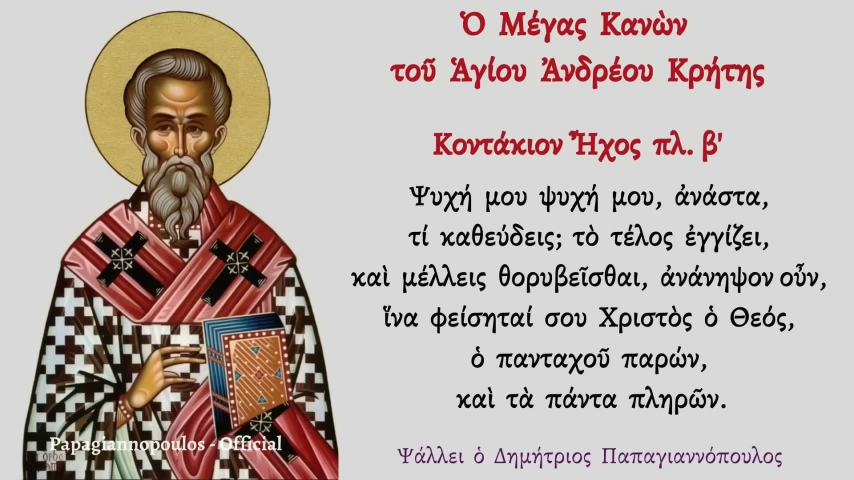 Ὁ Μέγας Κανὼν
τοῦ Ἁγίου Ἀνδρέου Κρήτης
Κοντάκιον Ἦχος πλ. β'
Ψυχή μου ψυχή μου, ἀνάστα,
τί καθεύδεις; τὸ τέλος ἐγγίζει,
καὶ μέλλεις θορυβεῖσθαι, ἀνάνηψον οὖν,
ἵνα φείσηταί σου Χριστὸς ὁ Θεός,
ὁ πανταχοῦ παρών,
καὶ τὰ πάντα πληρῶν.
Ψάλλει ὁ Δημήτριος Παπαγιαννόπουλος
Papagiannopoulos - Official